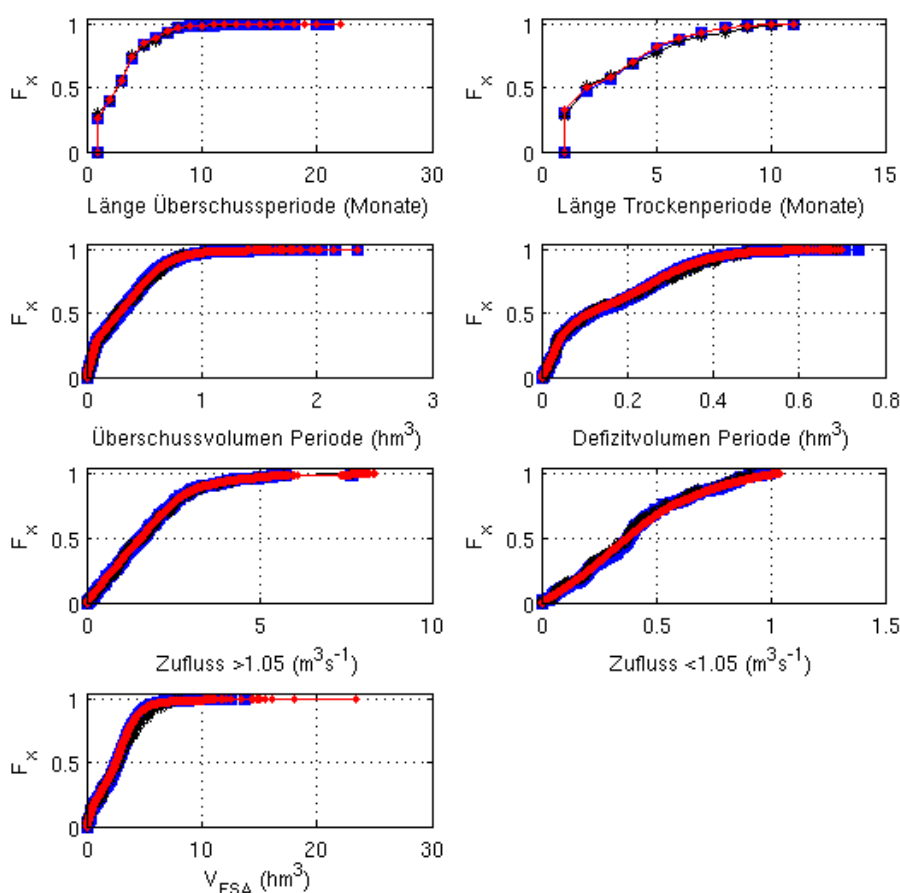 1
0.5
0
F_x
0 10 20 30
Länge Überschussperiode (Monate)
1
0.5
0
F_x
0 5 10 15
Länge Trockenperiode (Monate)
1
0.5
0
F_x
0 1 2 3
Überschussvolumen Periode (hm³)
1
0.5
0
F_x
0 0.2 0.4 0.6 0.8
Defizitvolumen Periode (hm³)
1
0.5
0
F_x
0 5 10
Zufluss >1.05 (m³s⁻¹)
1
0.5
0
F_x
0 0.5 1 1.5
Zufluss <1.05 (m³s⁻¹)
1
0.5
0
F_x
0 10 20 30
V_FSA (hm³)